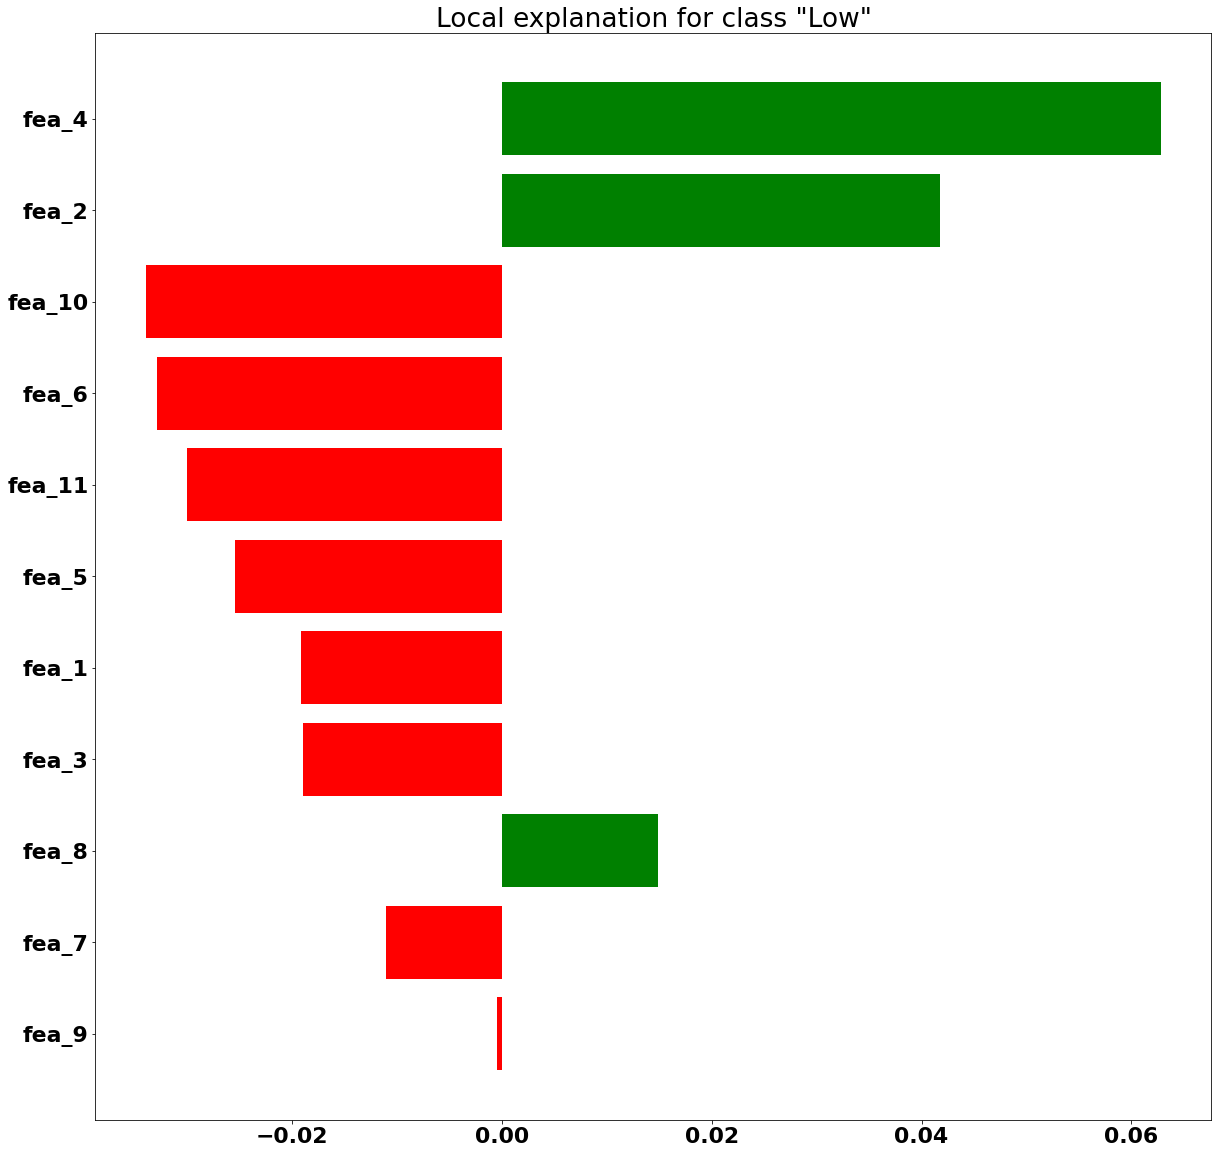 Local explanation for class "Low"
fea_4
fea_2
fea_10
fea_6
fea_11
fea_5
fea_1
fea_3
fea_8
fea_7
fea_9
−0.02 0.00 0.02 0.04 0.06